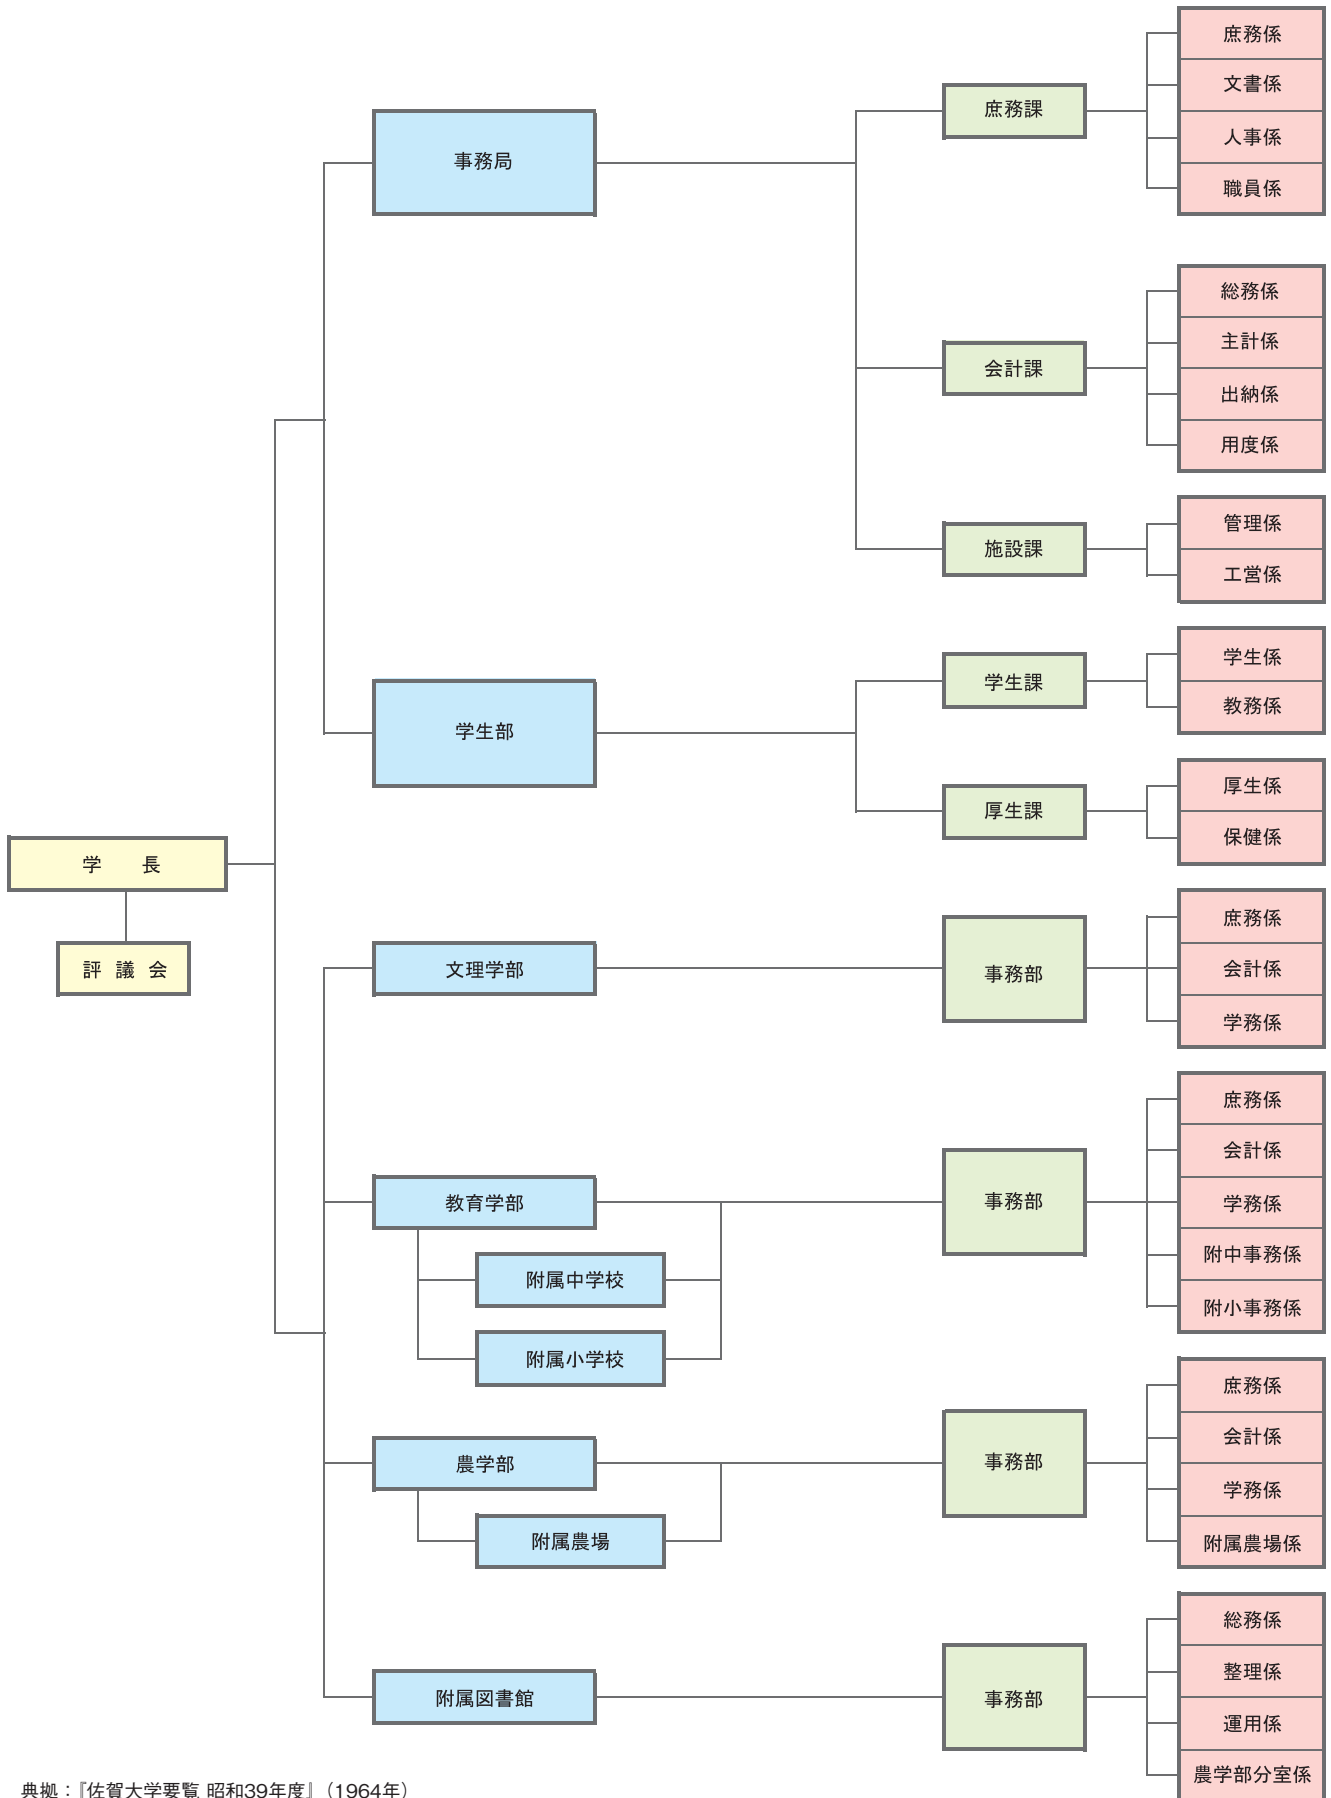 学　長
評 議 会
事務局
庶務課
庶務係
文書係
人事係
職員係
会計課
総務係
主計係
出納係
用度係
施設課
管理係
工営係
学生部
学生課
学生係
教務係
厚生課
厚生係
保健係
文理学部
事務部
庶務係
会計係
学務係
教育学部
附属中学校
附属小学校
事務部
庶務係
会計係
学務係
附中事務係
附小事務係
農学部
附属農場
事務部
庶務係
会計係
学務係
附属農場係
附属図書館
事務部
総務係
整理係
運用係
農学部分室係
典拠：『佐賀大学要覧 昭和39年度』（1964年）